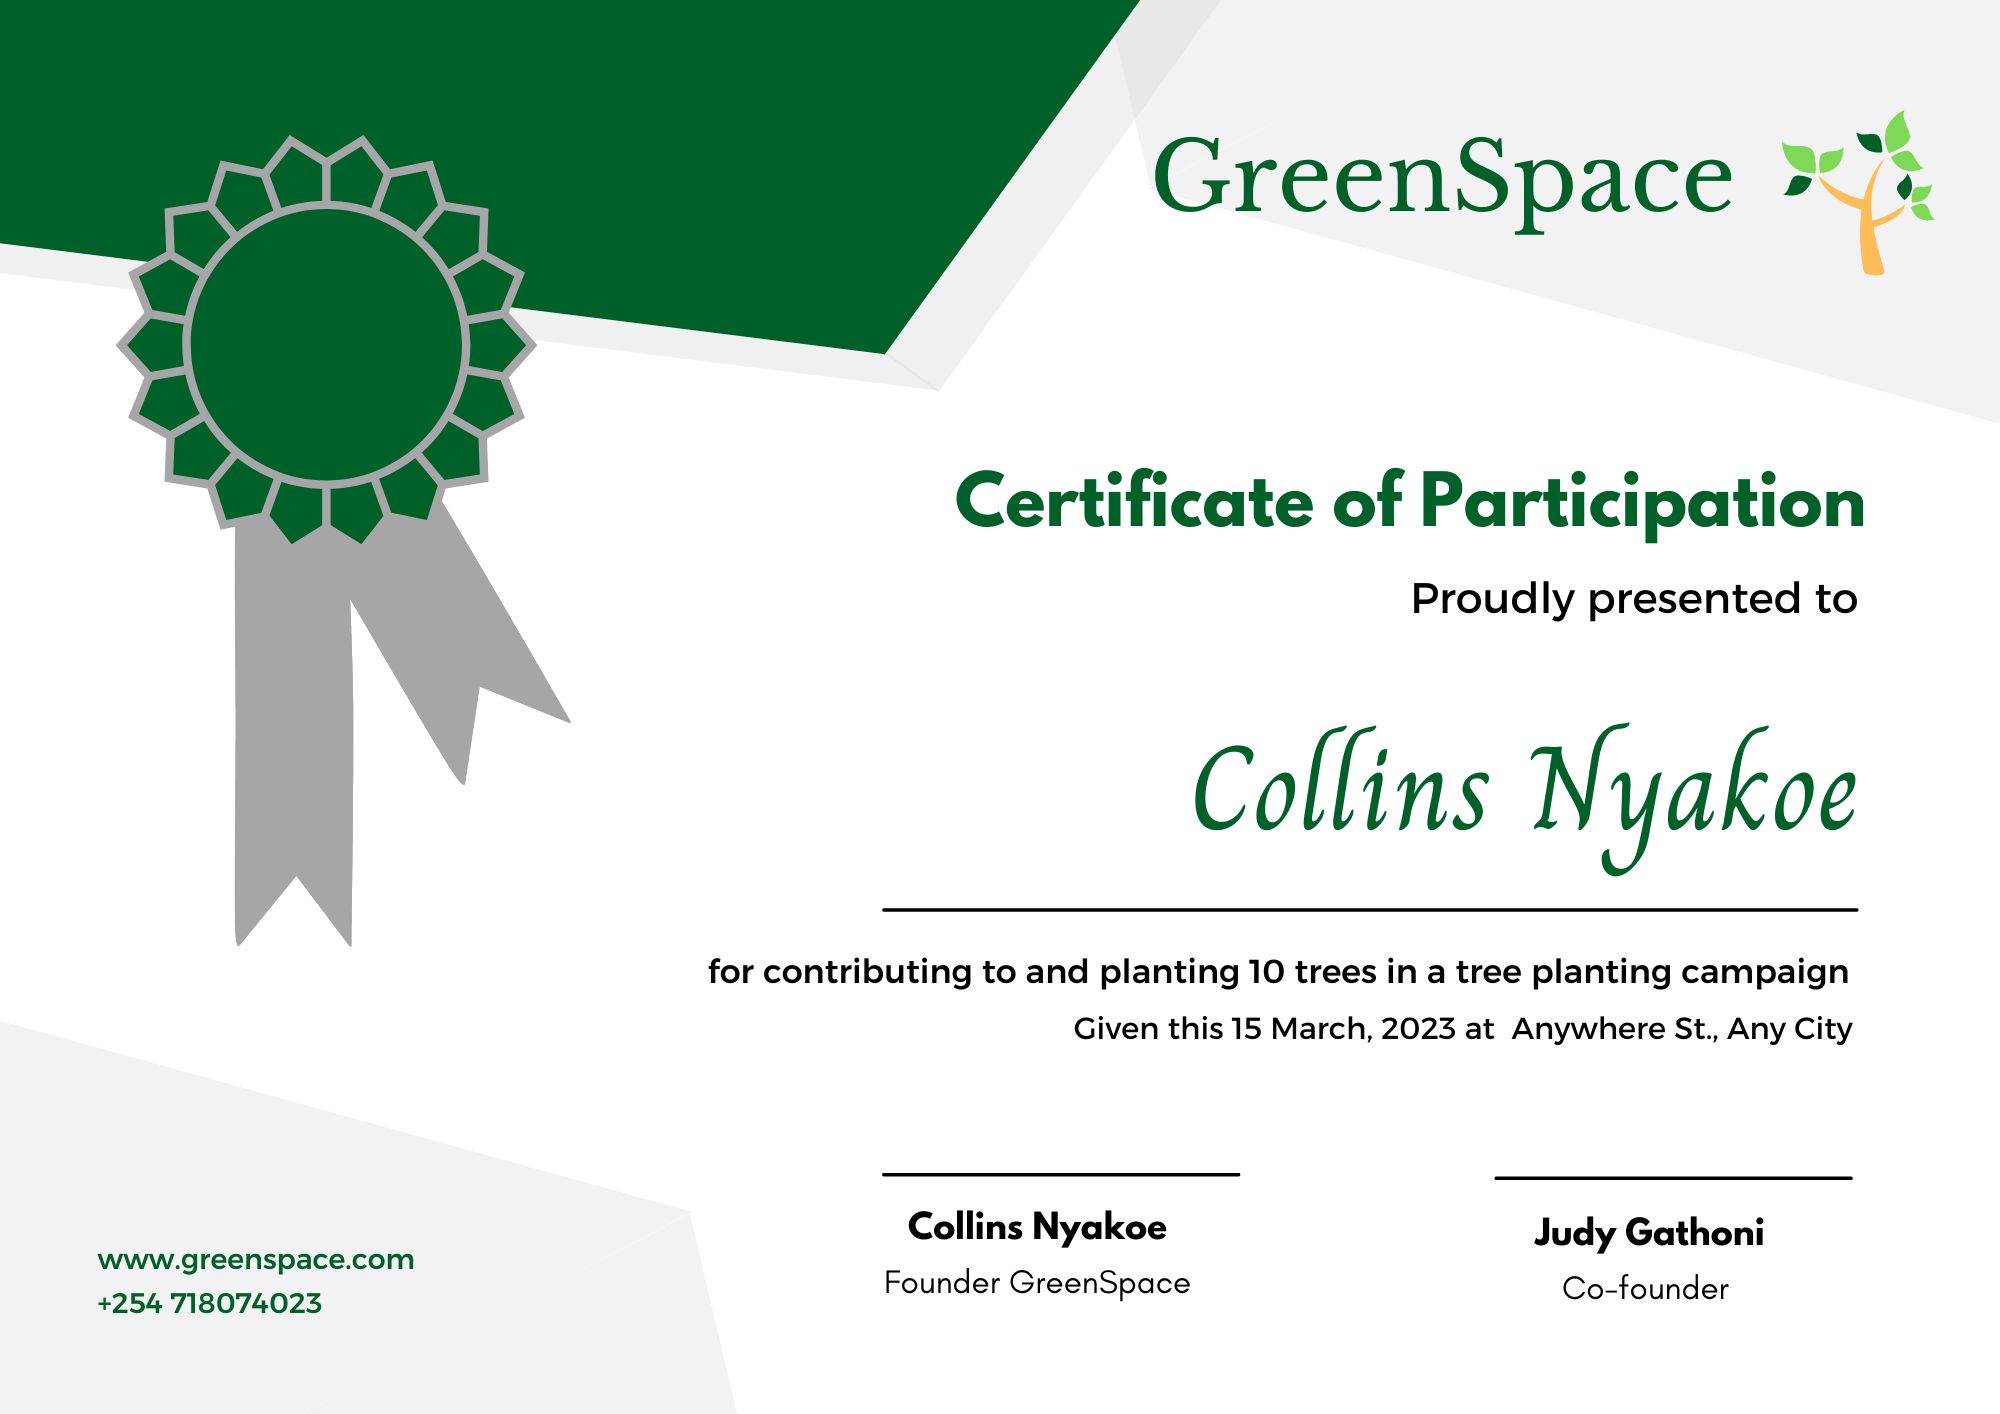 GreenSpace
Certificate of Participation
Proudly presented to
Collins Nyakoe
for contributing to and planting 10 trees in a tree planting campaign
Given this 15 March, 2023 at  Anywhere St., Any City
Collins Nyakoe
Founder GreenSpace
Judy Gathoni
Co-founder
www.greenspace.com
+254 718074023